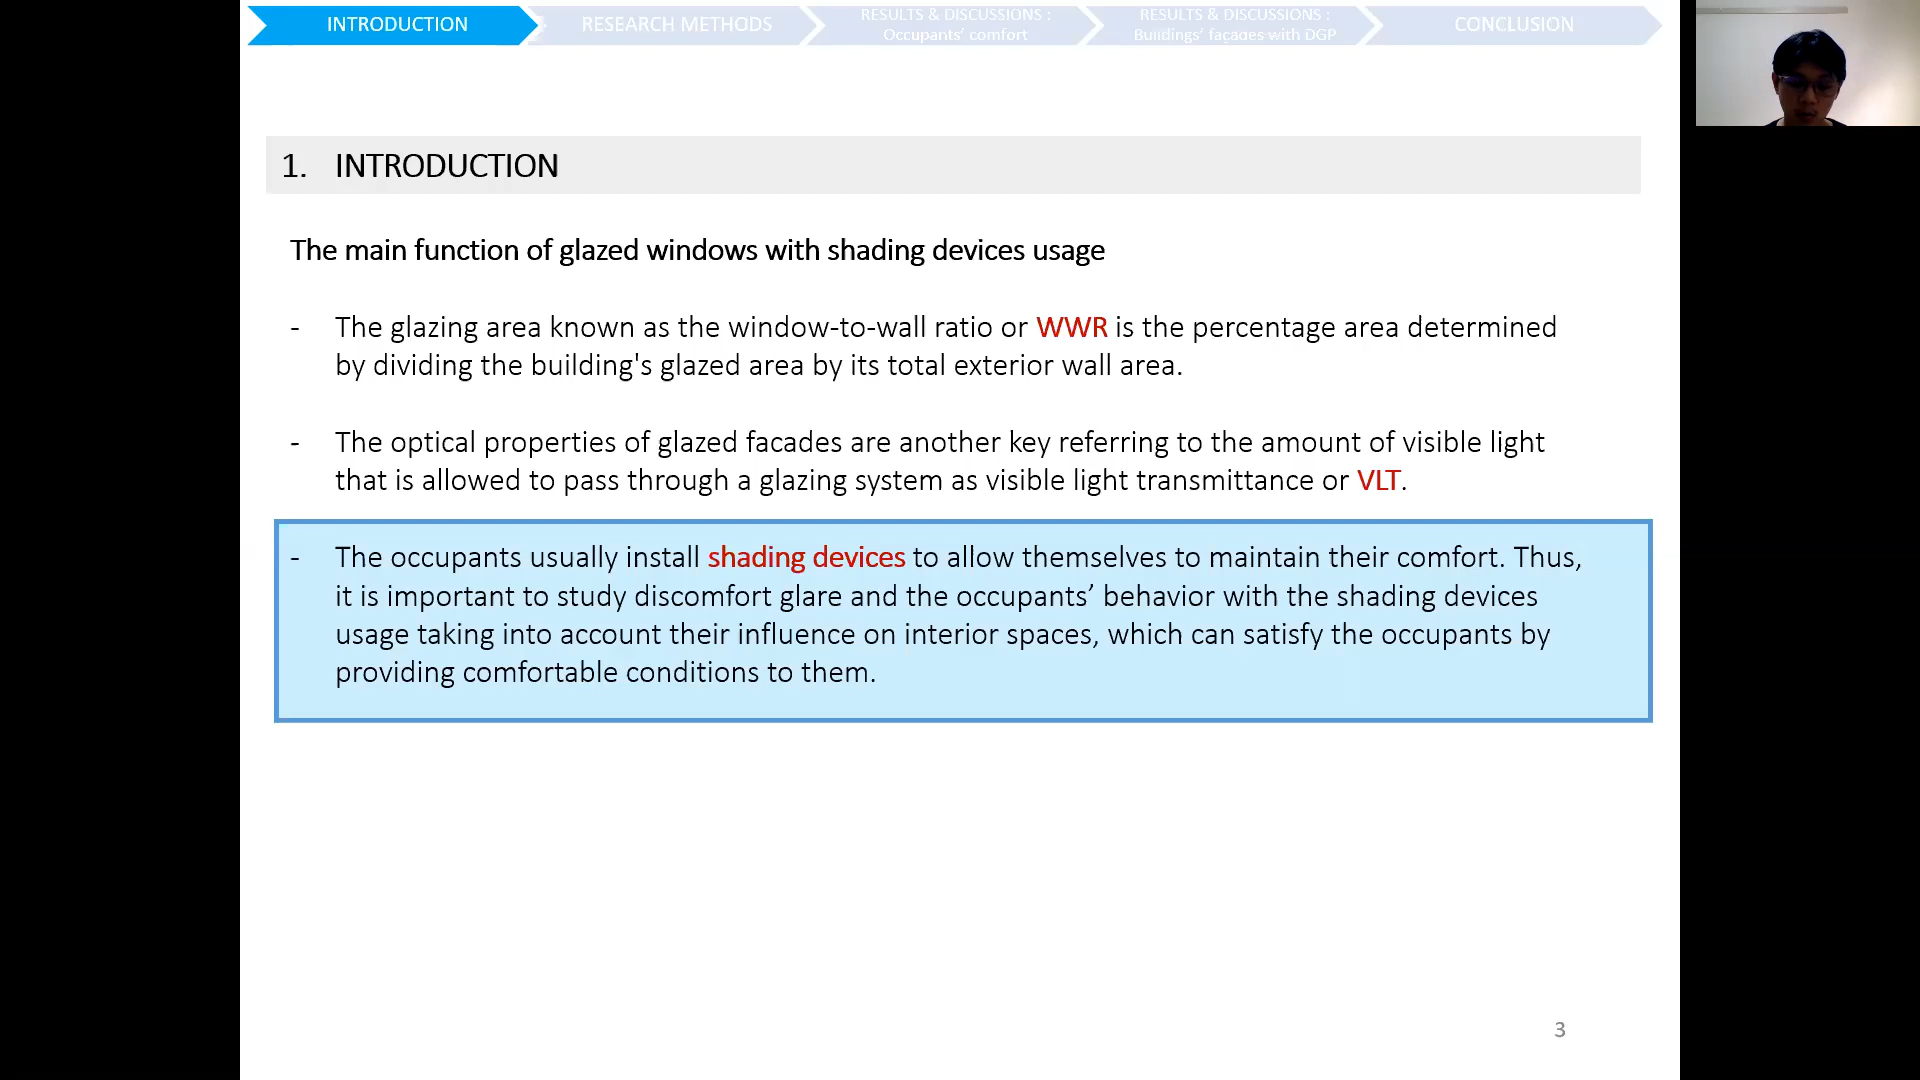 INTRODUCTION
RESEARCH METHODS
RESULTS & DISCUSSIONS :
Occupants' comfort
RESULTS & DISCUSSIONS :
Buildings' façades with DGP
CONCLUSION
1. INTRODUCTION
The main function of glazed windows with shading devices usage
- The glazing area known as the window-to-wall ratio or WWR is the percentage area determined
by dividing the building's glazed area by its total exterior wall area.
- The optical properties of glazed facades are another key referring to the amount of visible light
that is allowed to pass through a glazing system as visible light transmittance or VLT.
- The occupants usually install shading devices to allow themselves to maintain their comfort. Thus,
it is important to study discomfort glare and the occupants’ behavior with the shading devices
usage taking into account their influence on interior spaces, which can satisfy the occupants by
providing comfortable conditions to them.
3